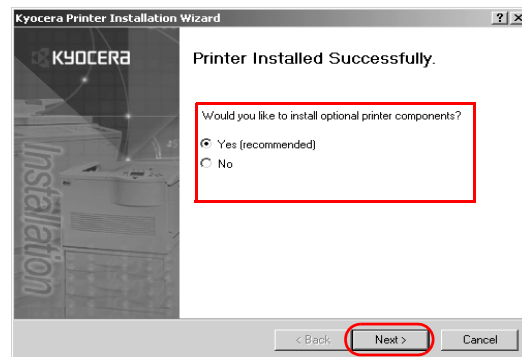 Kyocera Printer Installation Wizard
KYOCERA
Printer Installed Successfully.
Would you like to install optional printer components?
Yes (recommended)
No
Installation
< Back
Next >
Cancel